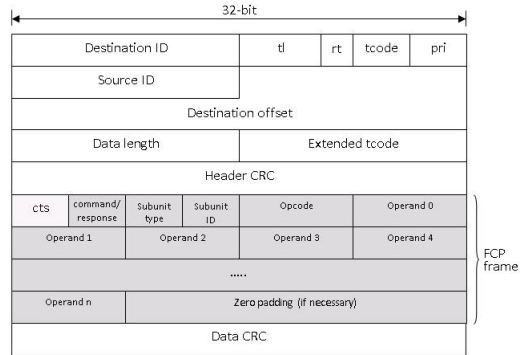 32-bit
Destination ID tl rt tcode pri
Source ID
Destination offset
Data length Extended tcode
Header CRC
cts command/ response Subunit type Subunit ID Opcode Operand 0
Operand 1 Operand 2 Operand 3 Operand 4
.....
Operand n Zero padding (if necessary)
FCP frame
Data CRC